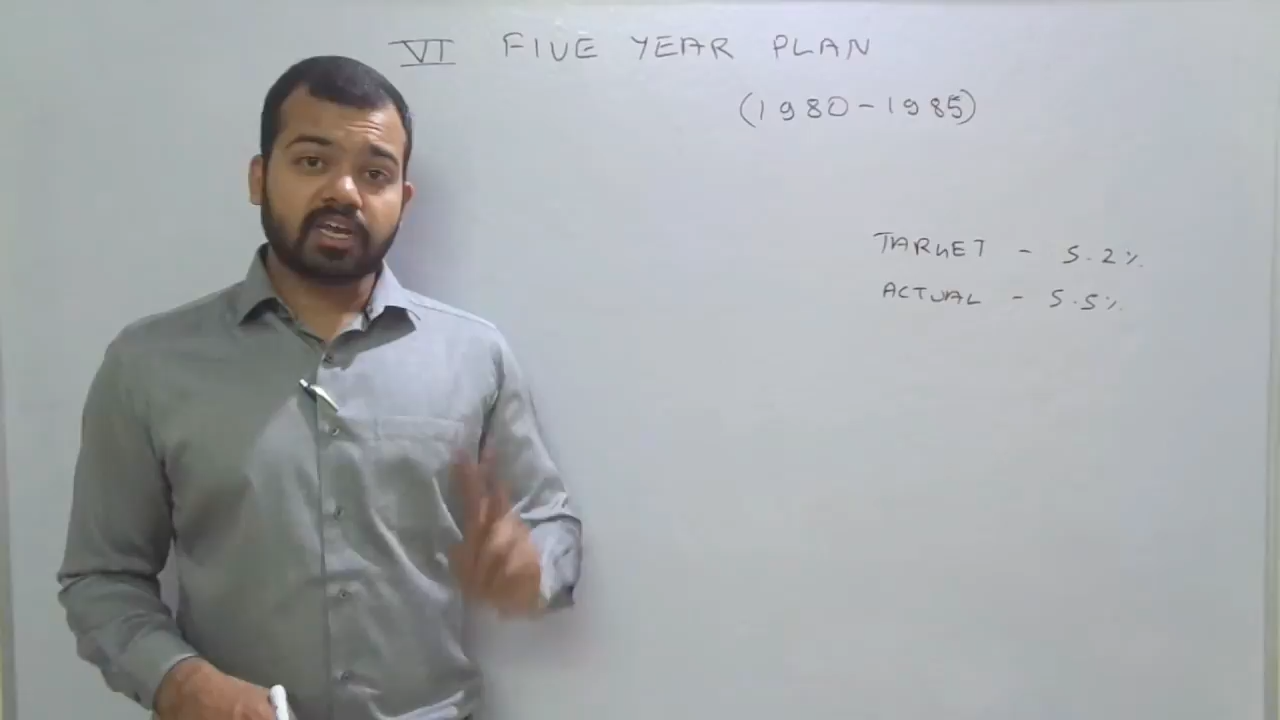 VI FIVE YEAR PLAN
(1980-1985)
TARGET - 5.2%
ACTUAL - 5.5%